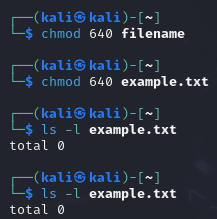 ┌──(kali㉿kali)-[~]
└─$ chmod 640 filename
┌──(kali㉿kali)-[~]
└─$ chmod 640 example.txt
┌──(kali㉿kali)-[~]
└─$ ls -l example.txt
total 0
┌──(kali㉿kali)-[~]
└─$ ls -l example.txt
total 0